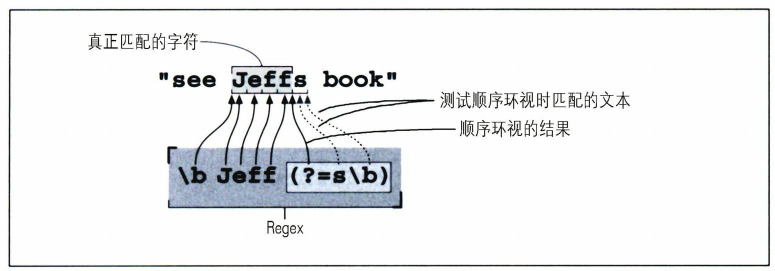 真正匹配的字符
"see Jeffs book"
测试顺序环视时匹配的文本
顺序环视的结果
\b Jeff (?=s\b)
Regex